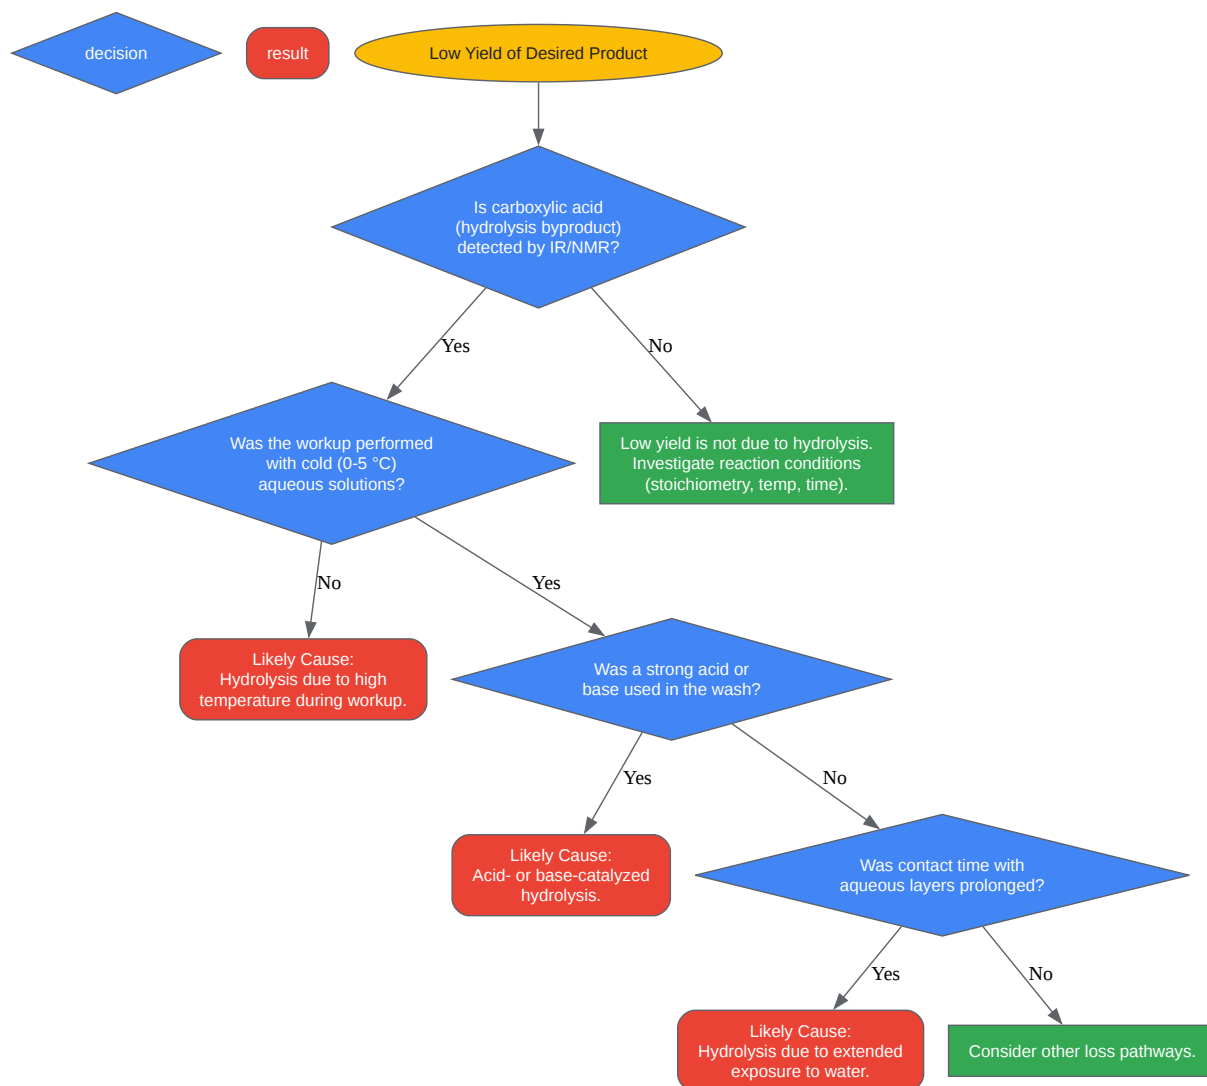 decision
result
Low Yield of Desired Product
Is carboxylic acid
(hydrolysis byproduct)
detected by IR/NMR?
Yes
No
Was the workup performed
with cold (0-5 °C)
aqueous solutions?
Low yield is not due to hydrolysis.
Investigate reaction conditions
(stoichiometry, temp, time).
No
Yes
Likely Cause:
Hydrolysis due to high
temperature during workup.
Was a strong acid or
base used in the wash?
Yes
No
Likely Cause:
Acid- or base-catalyzed
hydrolysis.
Was contact time with
aqueous layers prolonged?
Yes
No
Likely Cause:
Hydrolysis due to extended
exposure to water.
Consider other loss pathways.